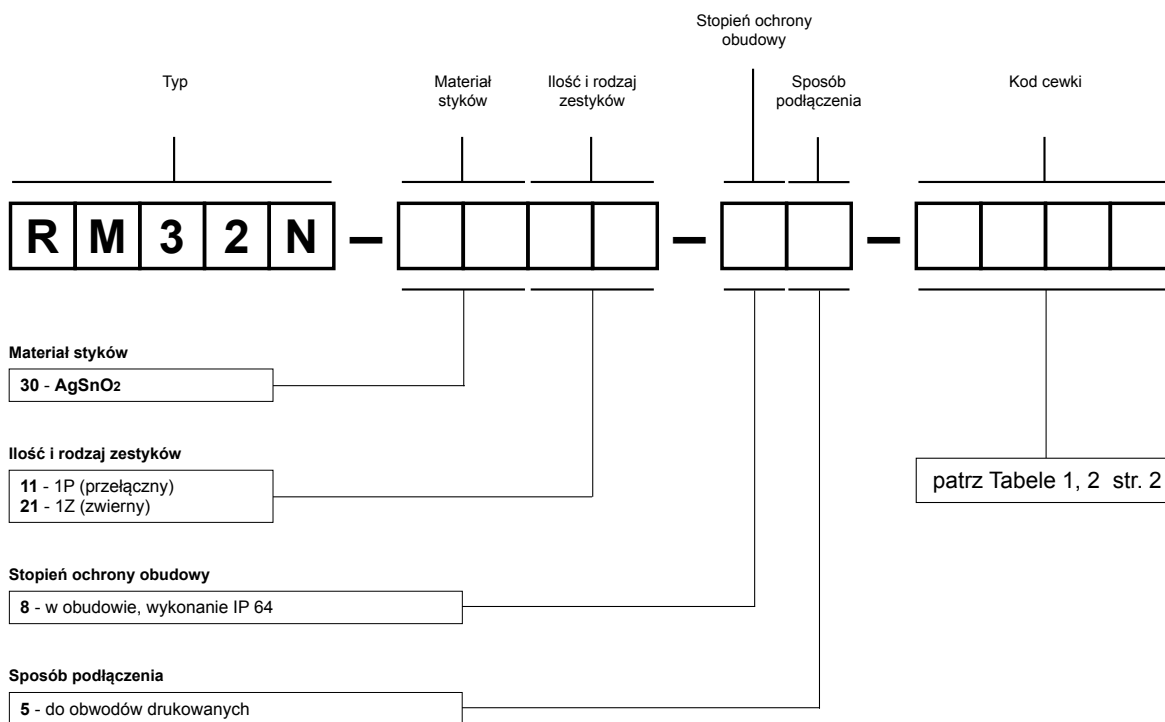 Stopień ochrony
obudowy
Typ
Materiał
styków
Ilość i rodzaj
zestyków
Sposób
podłączenia
Kod cewki
R M 3 2 N – – –
Materiał styków
30 - AgSnO2
Ilość i rodzaj zestyków
11 - 1P (przełączny)
21 - 1Z (zwierny)
patrz Tabele 1, 2 str. 2
Stopień ochrony obudowy
8 - w obudowie, wykonanie IP 64
Sposób podłączenia
5 - do obwodów drukowanych